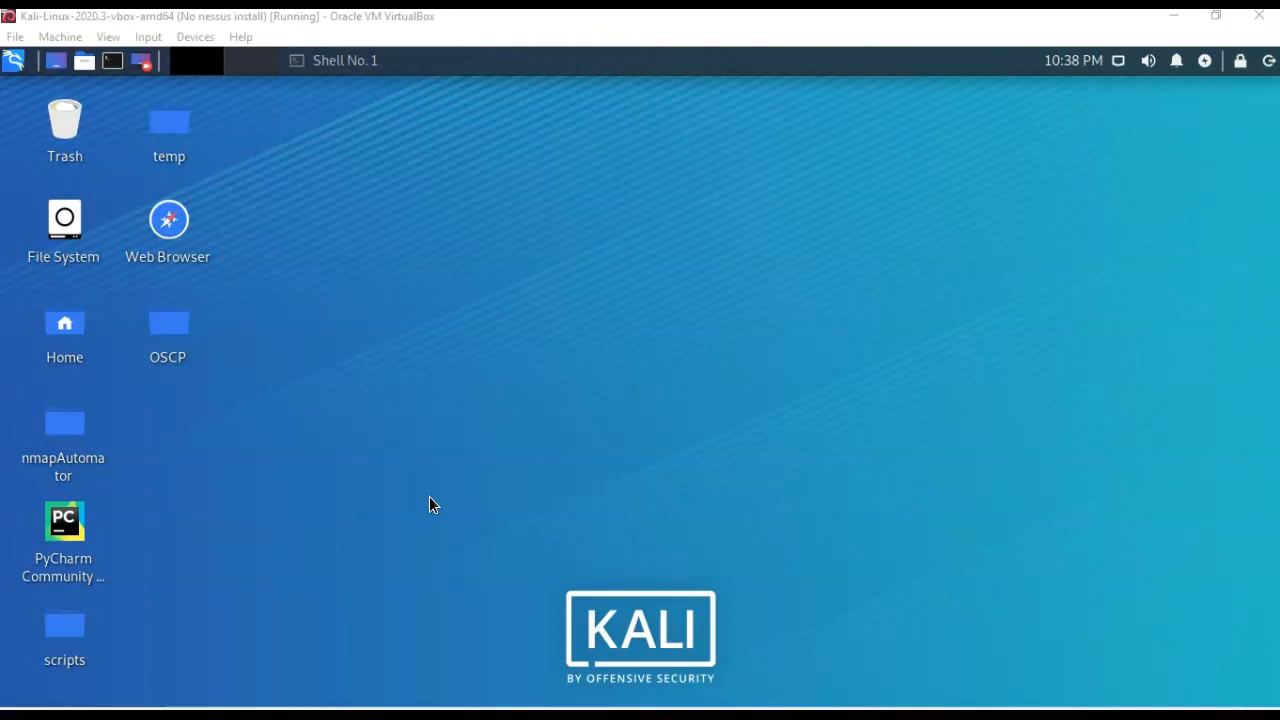 Kali-Linux-2020.3-vbox-amd64 (No nessus install) [Running] - Oracle VM VirtualBox
File Machine View Input Devices Help
Shell No. 1
10:38 PM
Trash
temp
File System
Web Browser
Home
OSCP
nmapAutoma
tor
PC
PyCharm
Community ...
scripts
KALI
BY OFFENSIVE SECURITY